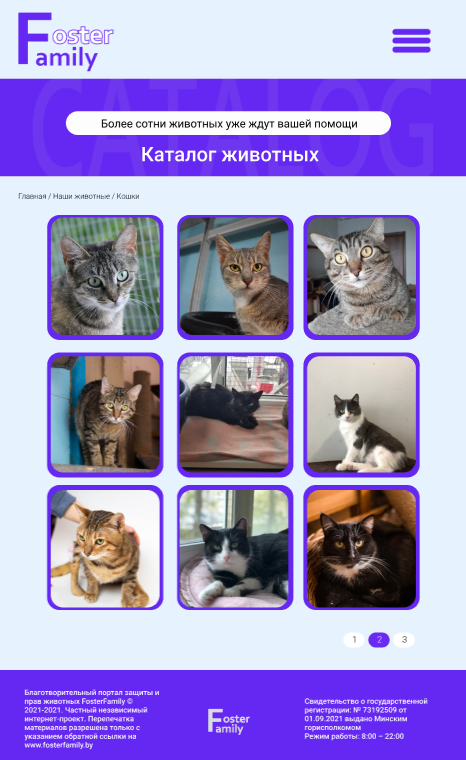 Foster
Family
CATALOG
Более сотни животных уже ждут вашей помощи
Каталог животных
Главная / Наши животные / Кошки
1 2 3
Благотворительный портал защиты и
прав животных FosterFamily ©
2021-2021. Частный независимый
интернет-проект. Перепечатка
материалов разрешена только с
указанием обратной ссылки на
www.fosterfamily.by
Foster
Family
Свидетельство о государственной
регистрации: № 73192509 от
01.09.2021 выдано Минским
горисполкомом
Режим работы: 8:00 – 22:00